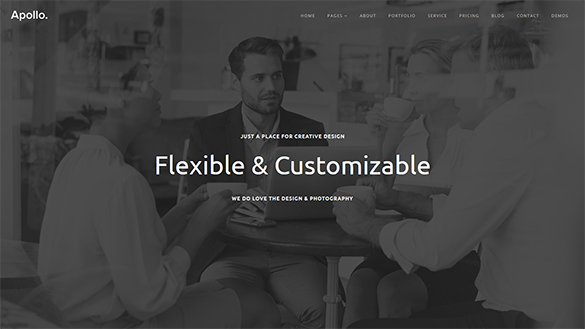 Apollo.
HOME PAGES ABOUT PORTFOLIO SERVICE PRICING BLOG CONTACT DEMOS
JUST A PLACE FOR CREATIVE DESIGN
Flexible & Customizable
WE DO LOVE THE DESIGN & PHOTOGRAPHY